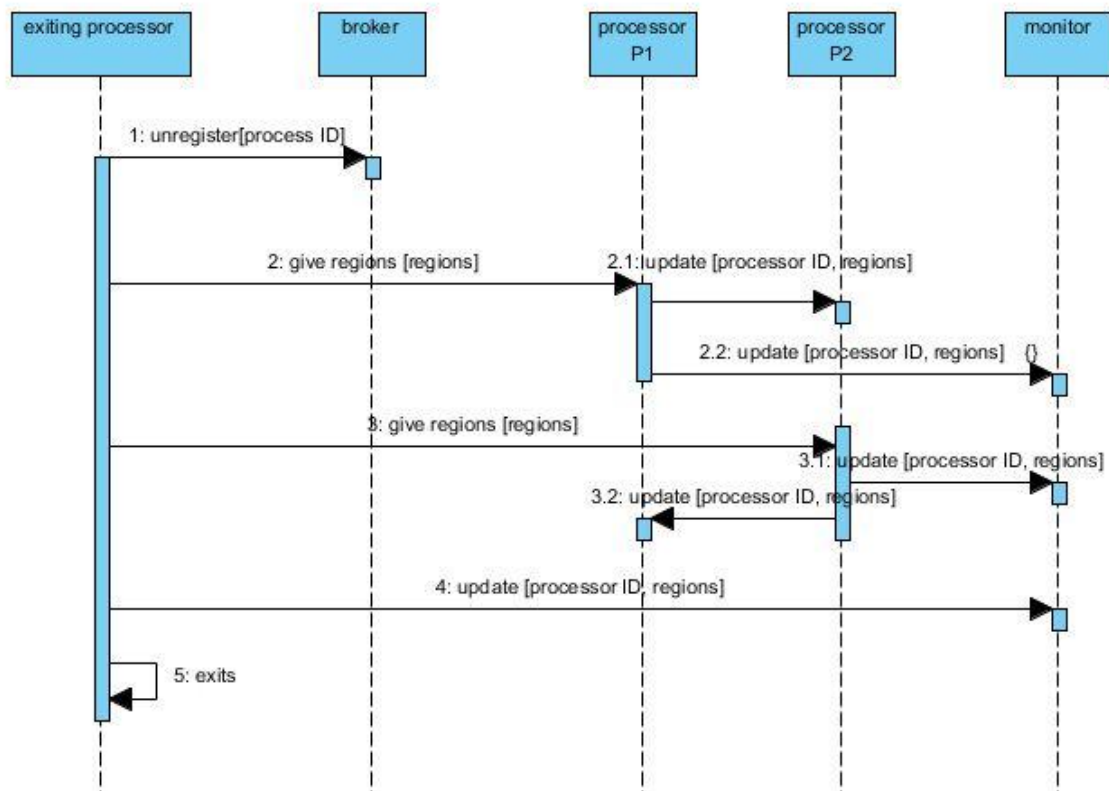 exiting processor
broker
processor
P1
processor
P2
monitor
1: unregister[process ID]
2: give regions [regions]
2.1: update [processor ID, regions]
2.2: update [processor ID, regions] {}
3: give regions [regions]
3.1: update [processor ID, regions]
3.2: update [processor ID, regions]
4: update [processor ID, regions]
5: exits